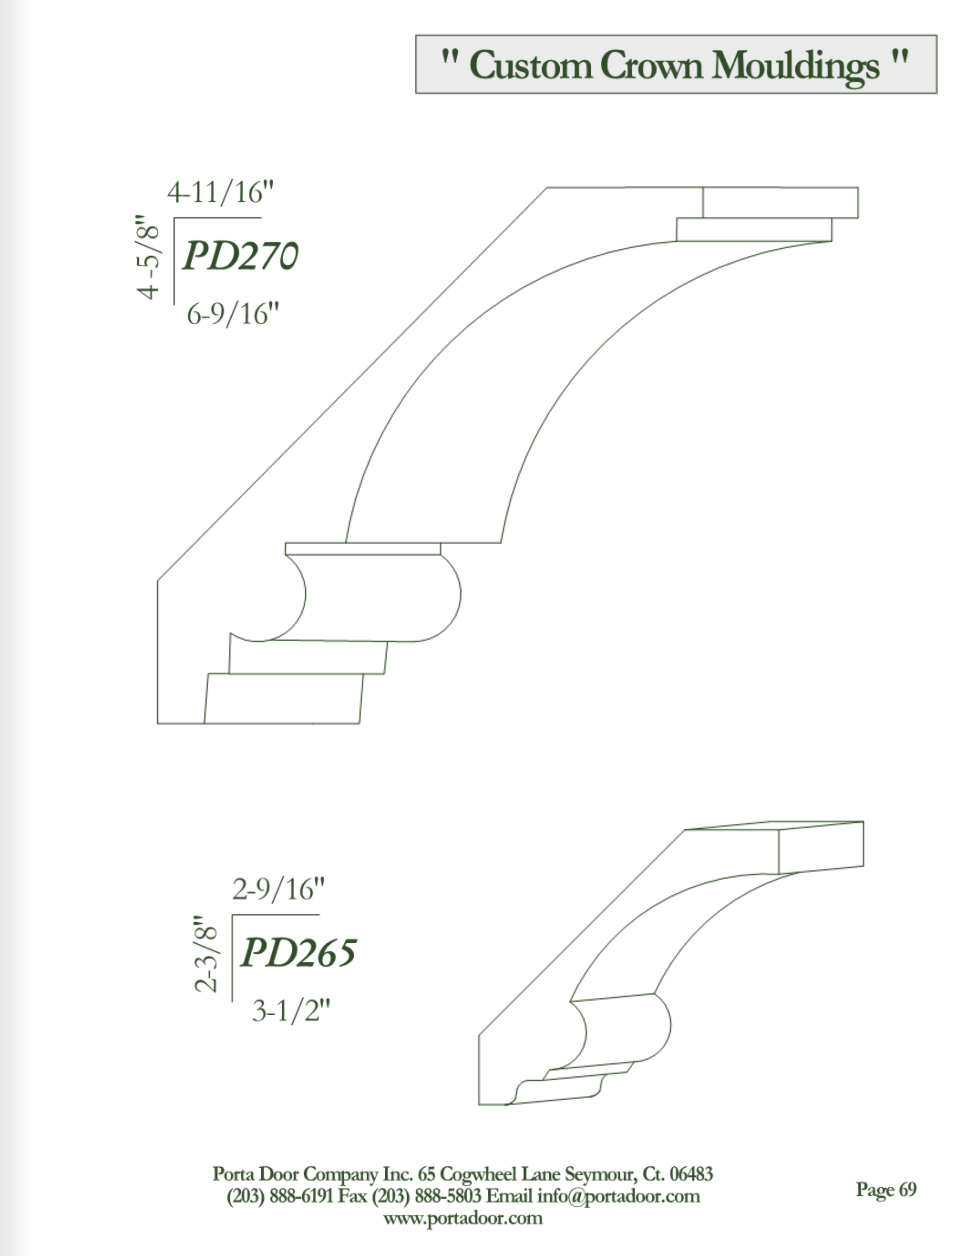 " Custom Crown Mouldings "
4-11/16"
4 -5/8"
PD270
6-9/16"
2-9/16"
2-3/8"
PD265
3-1/2"
Porta Door Company Inc. 65 Cogwheel Lane Seymour, Ct. 06483
(203) 888-6191 Fax (203) 888-5803 Email info@portadoor.com
www.portadoor.com
Page 69